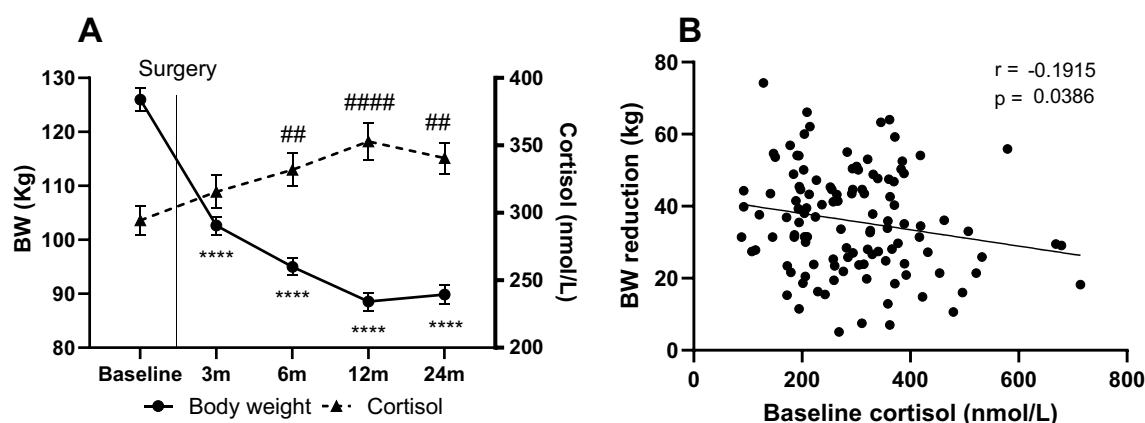 A
Surgery
BW (Kg)
130
120
110
100
90
80
####
##
##
****
****
****
****
400
350
300
250
200
Cortisol (nmol/L)
Baseline 3m 6m 12m 24m
Body weight Cortisol
B
r = -0.1915
p = 0.0386
BW reduction (kg)
80
60
40
20
0
0 200 400 600 800
Baseline cortisol (nmol/L)